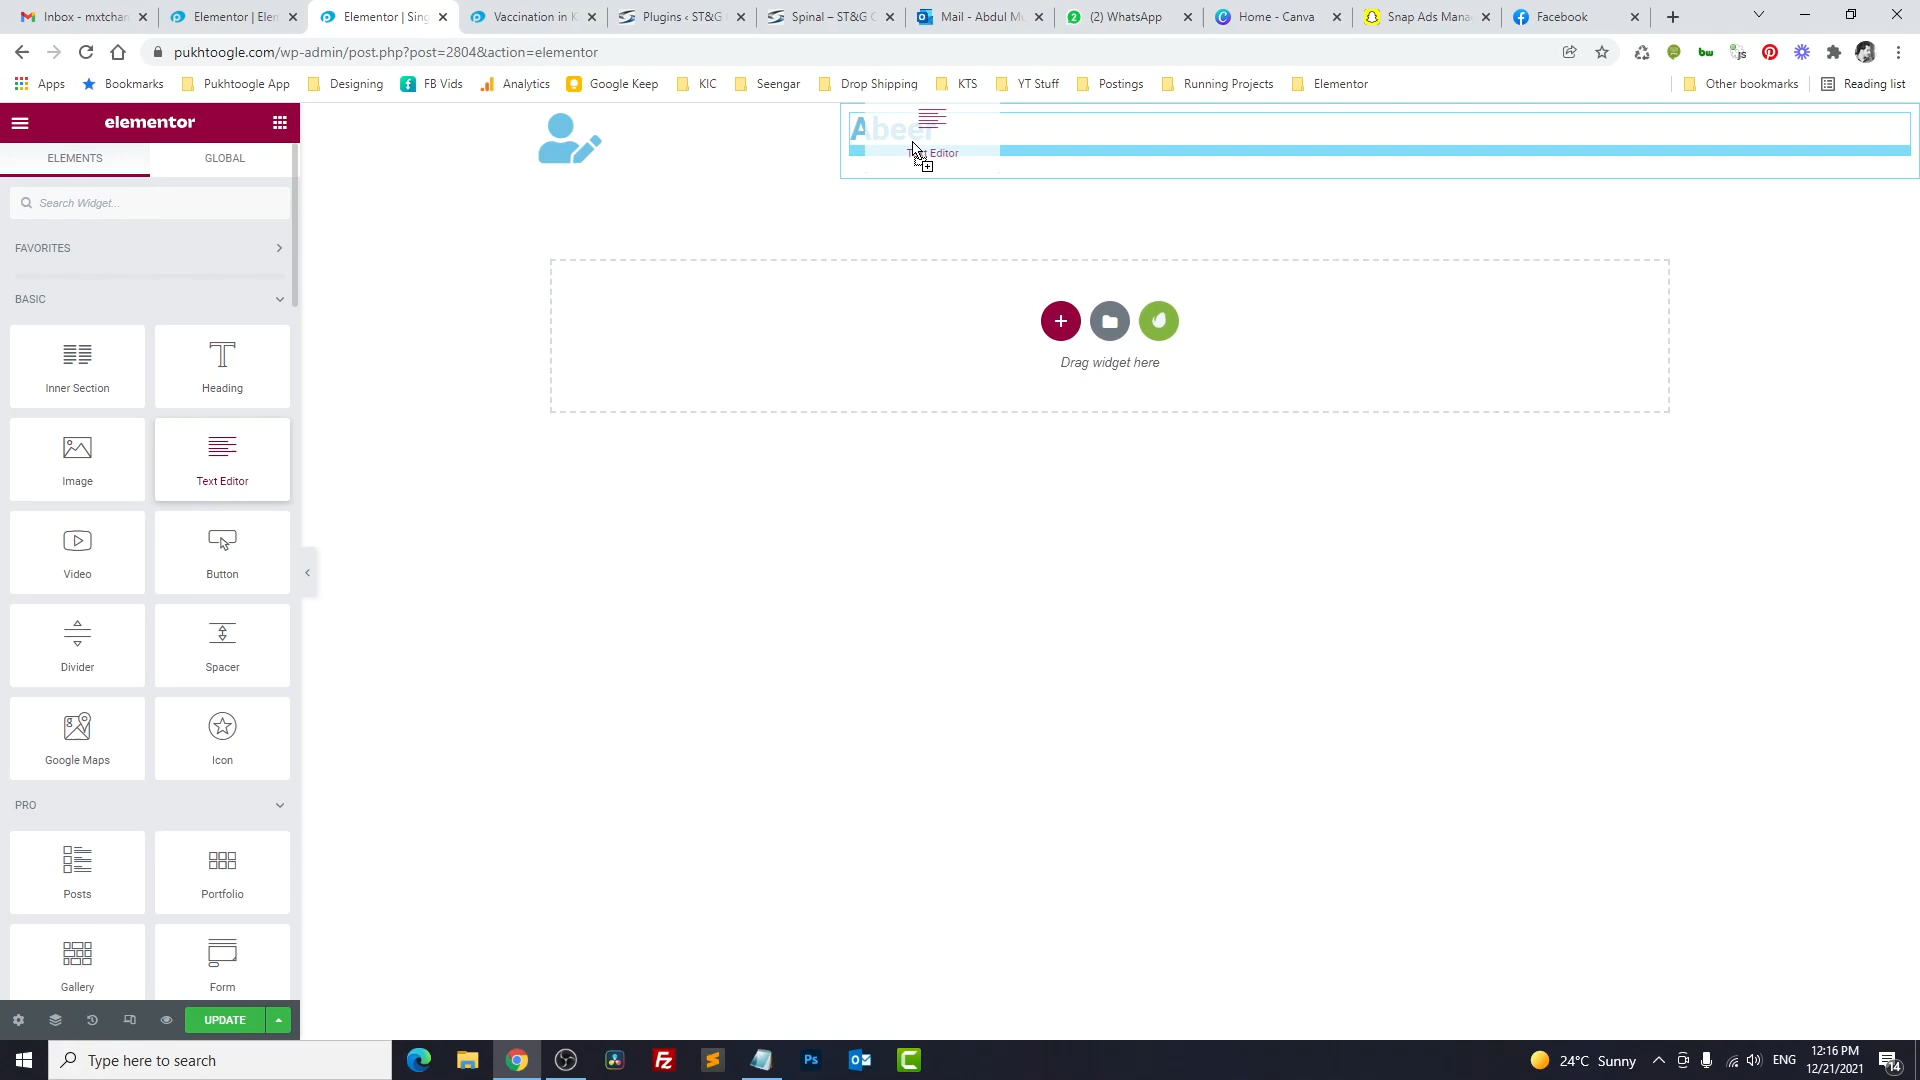 Inbox - mxtchan
Elementor | Elen
Elementor | Sing
Vaccination in K
Plugins ‹ ST&G
Spinal – ST&G C
Mail - Abdul Mu
(2) WhatsApp
Home - Canva
Snap Ads Mana
Facebook
pukhtoogle.com/wp-admin/post.php?post=2804&action=elementor
Apps
Bookmarks
Pukhtoogle App
Designing
FB Vids
Analytics
Google Keep
KIC
Seengar
Drop Shipping
KTS
YT Stuff
Postings
Running Projects
Elementor
Other bookmarks
Reading list
elementor
ELEMENTS
GLOBAL
Search Widget...
FAVORITES
BASIC
Inner Section
Heading
Image
Text Editor
Video
Button
Divider
Spacer
Google Maps
Icon
PRO
Posts
Portfolio
Gallery
Form
UPDATE
Abeer
Text Editor
Drag widget here
Type here to search
24°C Sunny
ENG
12:16 PM
12/21/2021
14